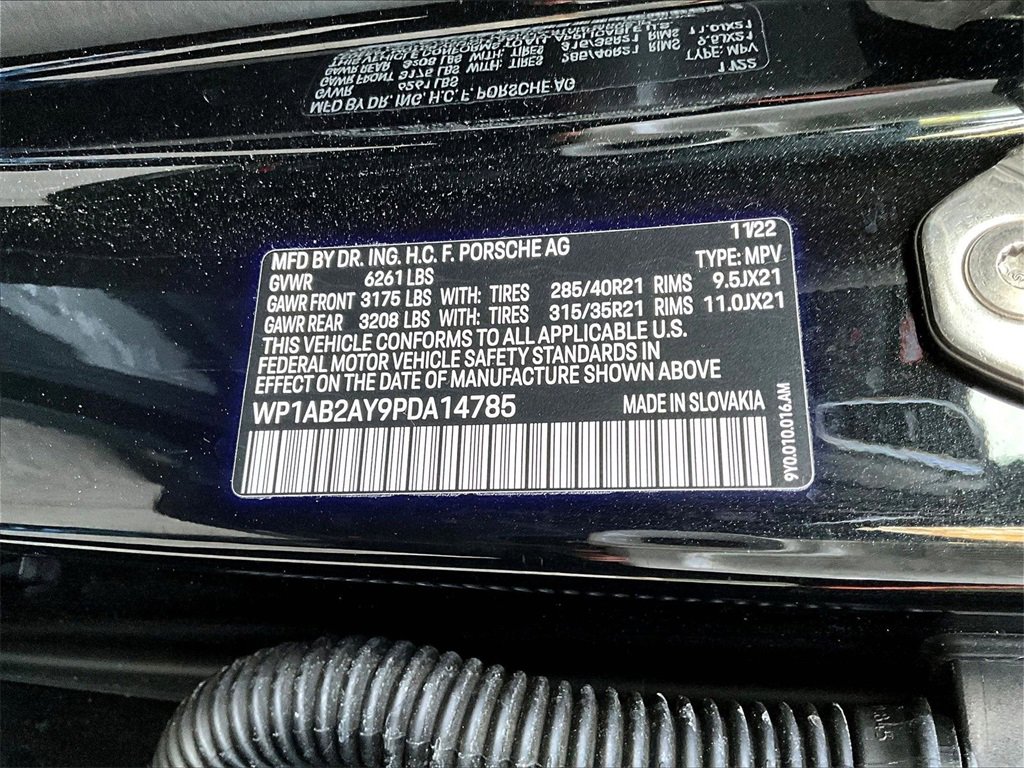 MFD BY DR. ING. H.C. F. PORSCHE AG 11/22
GVWR 6261 LBS TYPE: MPV
GAWR FRONT 3175 LBS WITH: TIRES 285/40R21 RIMS 9.5JX21
GAWR REAR 3208 LBS WITH: TIRES 315/35R21 RIMS 11.0JX21
THIS VEHICLE CONFORMS TO ALL APPLICABLE U.S.
FEDERAL MOTOR VEHICLE SAFETY STANDARDS IN
EFFECT ON THE DATE OF MANUFACTURE SHOWN ABOVE
WP1AB2AY9PDA14785 MADE IN SLOVAKIA
9Y0.010.016.AM